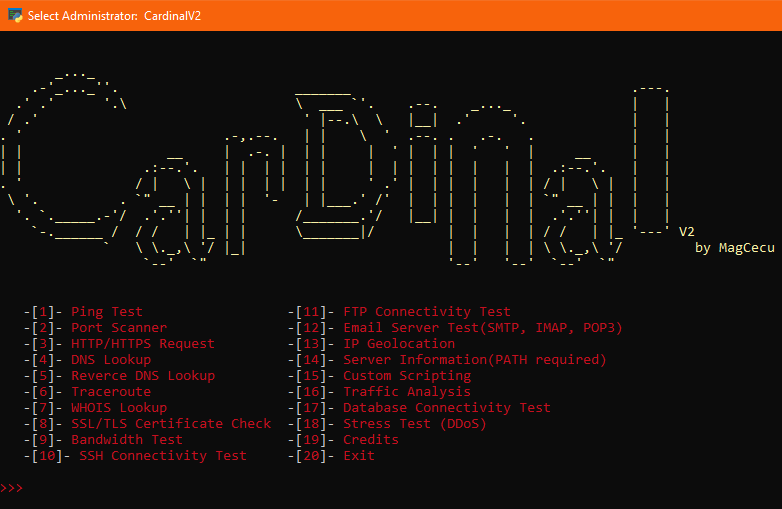 Select Administrator: CardinalV2
CarDinal
V2
by MagCecu
-[1]- Ping Test
-[2]- Port Scanner
-[3]- HTTP/HTTPS Request
-[4]- DNS Lookup
-[5]- Reverce DNS Lookup
-[6]- Traceroute
-[7]- WHOIS Lookup
-[8]- SSL/TLS Certificate Check
-[9]- Bandwidth Test
-[10]- SSH Connectivity Test
-[11]- FTP Connectivity Test
-[12]- Email Server Test(SMTP, IMAP, POP3)
-[13]- IP Geolocation
-[14]- Server Information(PATH required)
-[15]- Custom Scripting
-[16]- Traffic Analysis
-[17]- Database Connectivity Test
-[18]- Stress Test (DDoS)
-[19]- Credits
-[20]- Exit
>>>